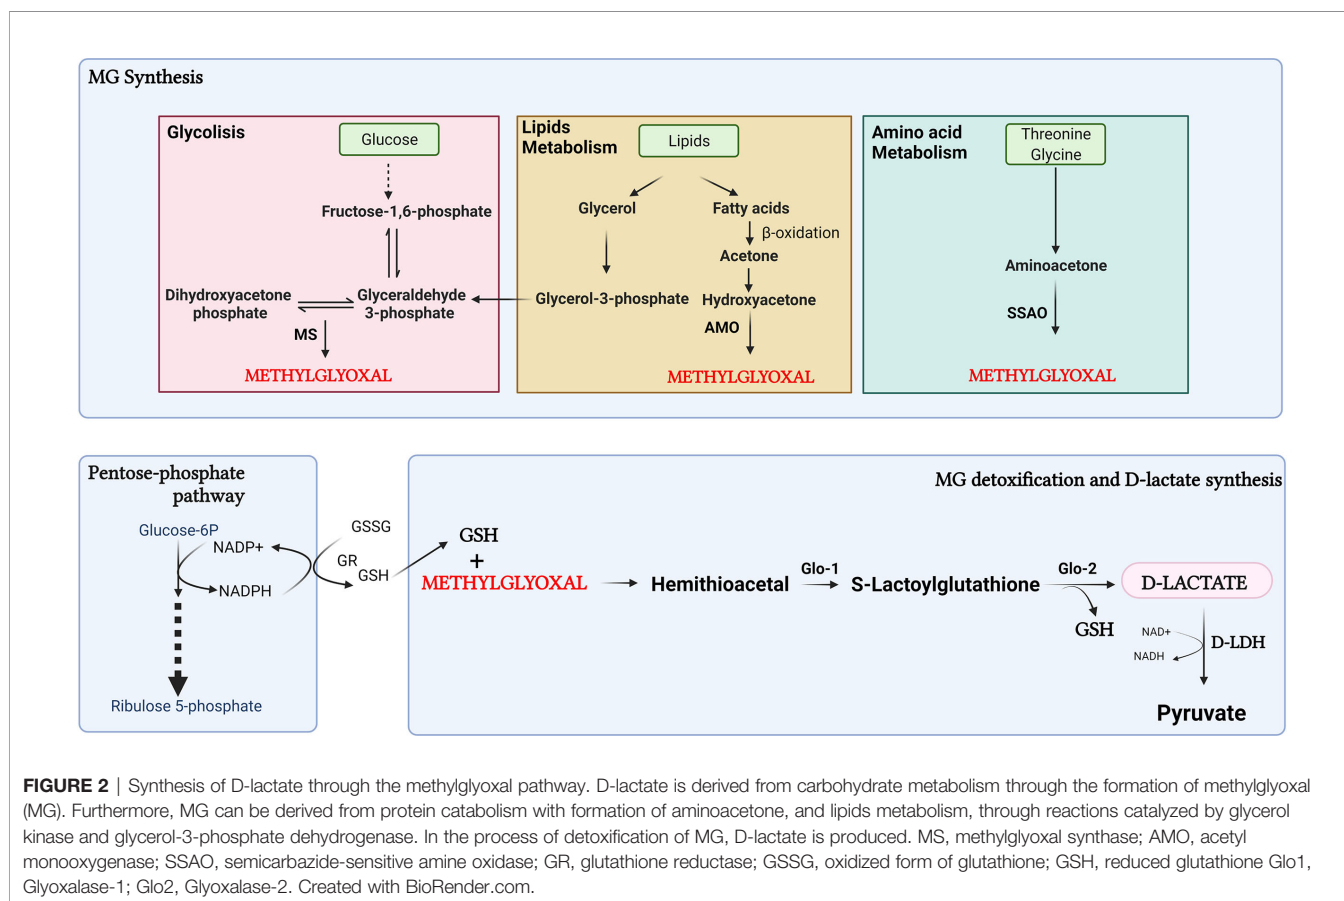 MG Synthesis
Glycolisis
Glucose
Fructose-1,6-phosphate
Dihydroxyacetone
phosphate
Glyceraldehyde
3-phosphate
MS
METHYLGLYOXAL
Lipids
Metabolism
Lipids
Glycerol
Fatty acids
β-oxidation
Acetone
Glycerol-3-phosphate
Hydroxyacetone
AMO
METHYLGLYOXAL
Amino acid
Metabolism
Threonine
Glycine
Aminoacetone
SSAO
METHYLGLYOXAL
Pentose-phosphate
pathway
Glucose-6P
NADP+
NADPH
Ribulose 5-phosphate
GSSG
GR
GSH
MG detoxification and D-lactate synthesis
GSH
+
METHYLGLYOXAL
Hemithioacetal
Glo-1
S-Lactoylglutathione
Glo-2
GSH
D-LACTATE
NAD+
NADH
D-LDH
Pyruvate
FIGURE 2 | Synthesis of D-lactate through the methylglyoxal pathway. D-lactate is derived from carbohydrate metabolism through the formation of methylglyoxal
(MG). Furthermore, MG can be derived from protein catabolism with formation of aminoacetone, and lipids metabolism, through reactions catalyzed by glycerol
kinase and glycerol-3-phosphate dehydrogenase. In the process of detoxification of MG, D-lactate is produced. MS, methylglyoxal synthase; AMO, acetyl
monooxygenase; SSAO, semicarbazide-sensitive amine oxidase; GR, glutathione reductase; GSSG, oxidized form of glutathione; GSH, reduced glutathione Glo1,
Glyoxalase-1; Glo2, Glyoxalase-2. Created with BioRender.com.